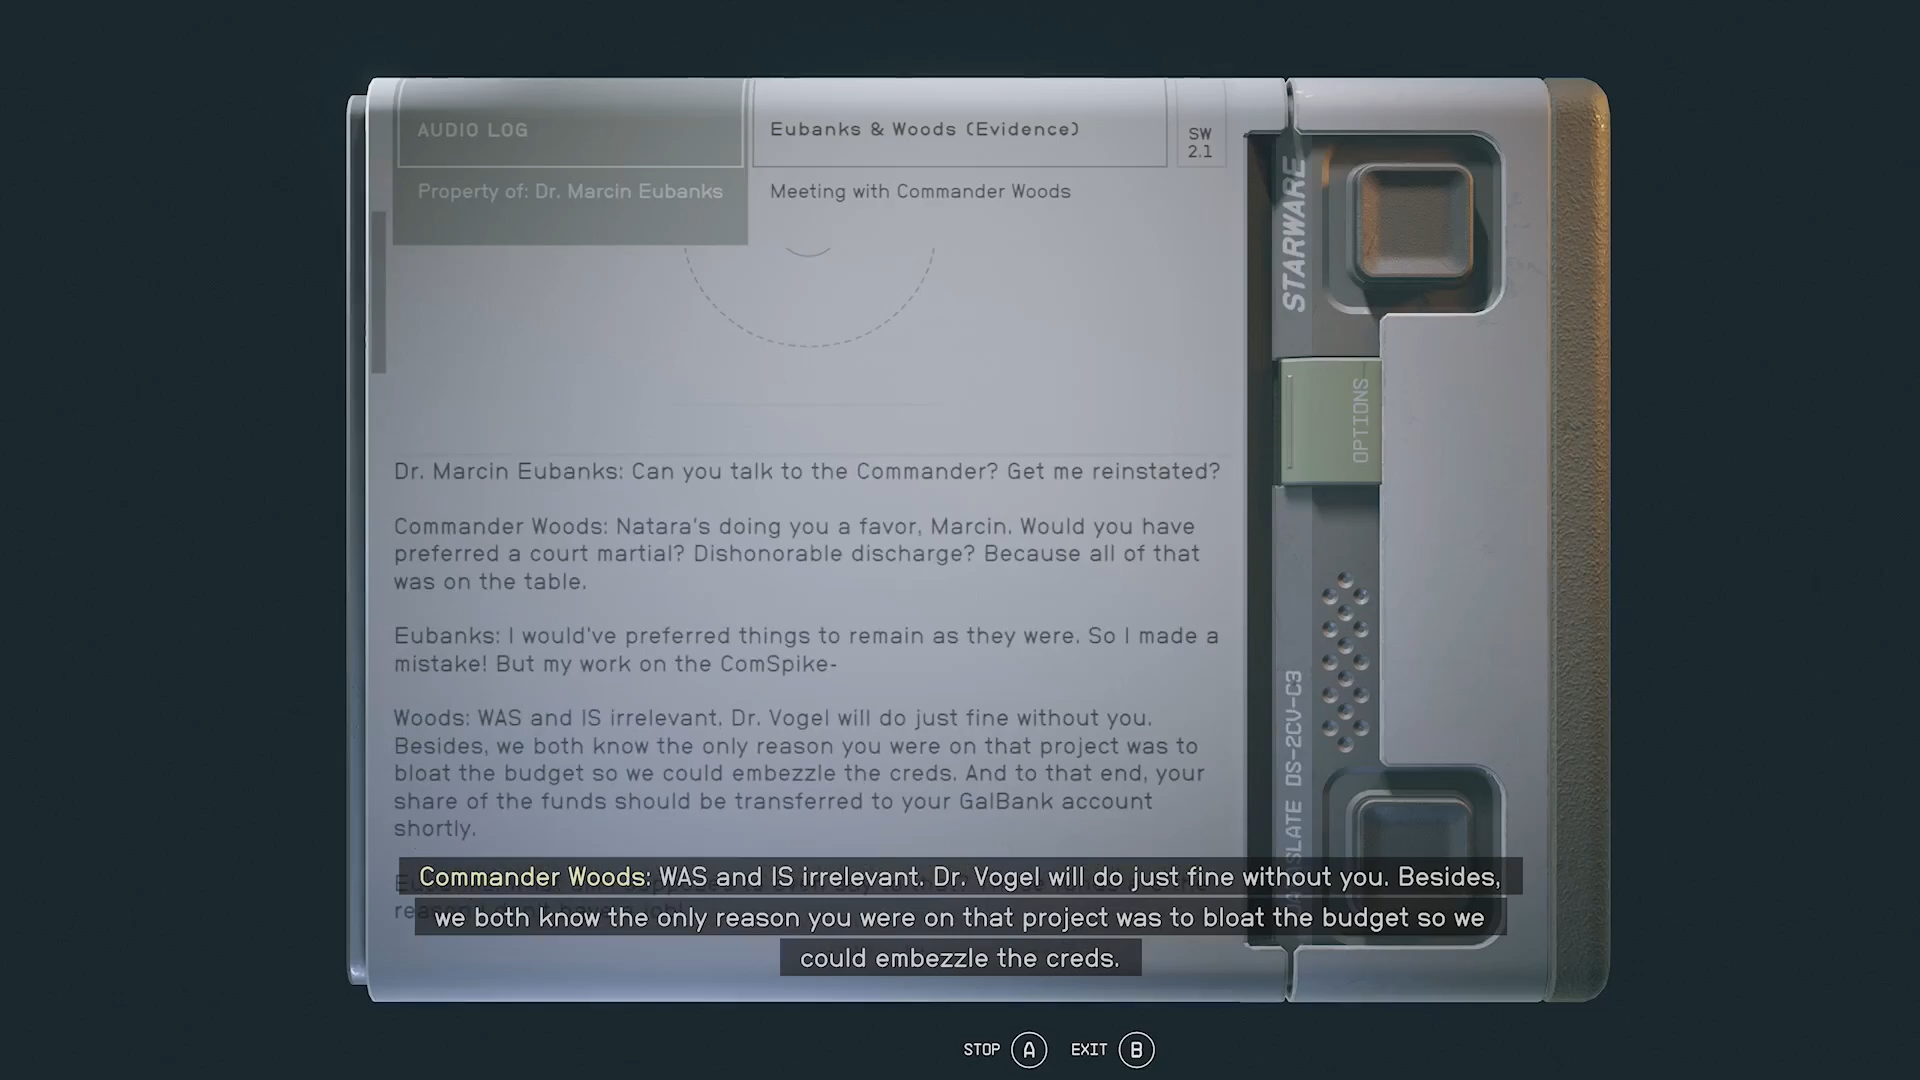 AUDIO LOG
Eubanks & Woods (Evidence)
SW
2.1
Property of: Dr. Marcin Eubanks
Meeting with Commander Woods
STARWARE
OPTIONS
SLATE DS-2CV-C3
Dr. Marcin Eubanks: Can you talk to the Commander? Get me reinstated?
Commander Woods: Natara's doing you a favor, Marcin. Would you have
preferred a court martial? Dishonorable discharge? Because all of that
was on the table.
Eubanks: I would've preferred things to remain as they were. So I made a
mistake! But my work on the ComSpike-
Woods: WAS and IS irrelevant. Dr. Vogel will do just fine without you.
Besides, we both know the only reason you were on that project was to
bloat the budget so we could embezzle the creds. And to that end, your
share of the funds should be transferred to your GalBank account
shortly.
Commander Woods: WAS and IS irrelevant. Dr. Vogel will do just fine without you. Besides,
we both know the only reason you were on that project was to bloat the budget so we
could embezzle the creds.
STOP A EXIT B